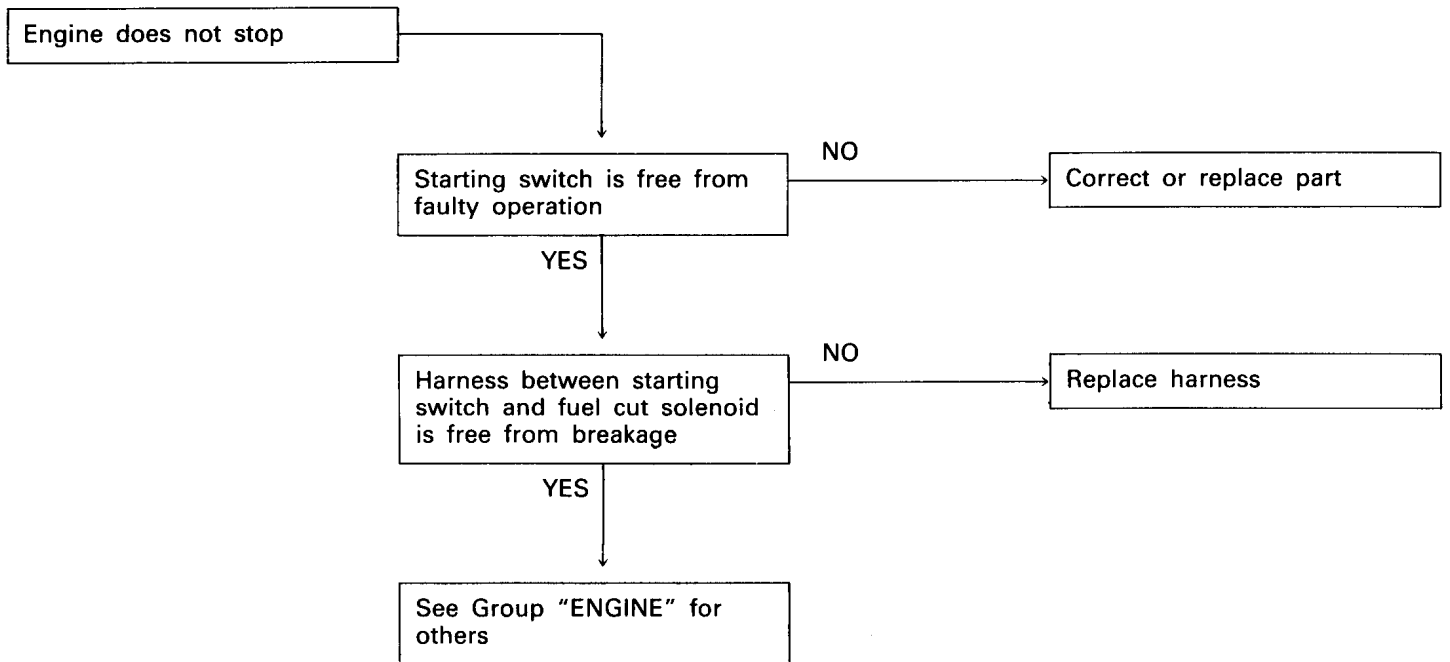 Engine does not stop
Starting switch is free from
faulty operation
NO
Correct or replace part
YES
Harness between starting
switch and fuel cut solenoid
is free from breakage
NO
Replace harness
YES
See Group “ENGINE” for
others